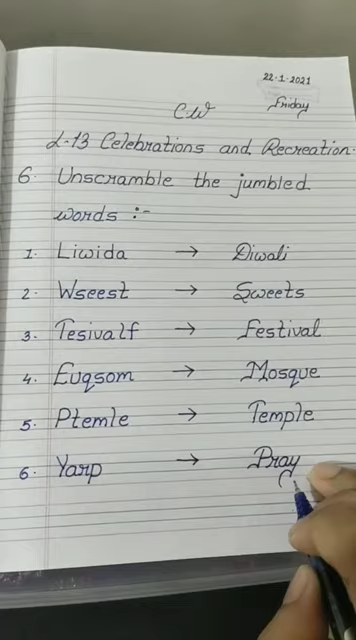 22-1-2021
Friday
CW
L-13 Celebrations and Recreation.
6. Unscramble the jumbled
words :-
1. Liwida → Diwali
2. Wseest → Sweets
3. Tesivalf → Festival
4. Euqsom → Mosque
5. Ptemle → Temple
6. Yarp → Pray